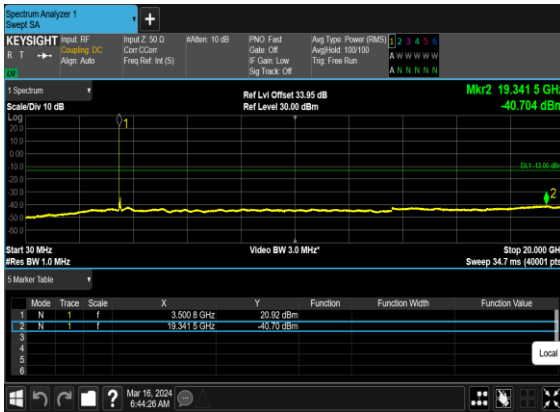 Spectrum Analyzer 1
Swept SA
+
KEYSIGHT
R T
Input: RF
Coupling: DC
Align: Auto
Input Z: 50 Ω
Corr CCorr
Freq Ref: Int (S)
#Atten: 10 dB
PNO: Fast
Gate: Off
IF Gain: Low
Sig Track: Off
Avg Type: Power (RMS)
Avg|Hold: 100/100
Trig: Free Run
1 2 3 4 5 6
A W W W W W
A N N N N N
1 Spectrum
Scale/Div 10 dB
Ref Lvl Offset 33.95 dB
Ref Level 30.00 dBm
Mkr2 19.341 5 GHz
-40.704 dBm
Log
20.0
10.0
0.00
-10.0
-20.0
-30.0
-40.0
-50.0
-60.0
1
DL1 -13.00 dBm
2
Start 30 MHz
#Res BW 1.0 MHz
Video BW 3.0 MHz*
Stop 20.000 GHz
Sweep 34.7 ms (40001 pts)
5 Marker Table
Mode Trace Scale X Y Function Function Width Function Value
1 N 1 f 3.500 8 GHz 20.92 dBm
2 N 1 f 19.341 5 GHz -40.70 dBm
3
4
5
6
Local
?
Mar 16, 2024
6:44:26 AM